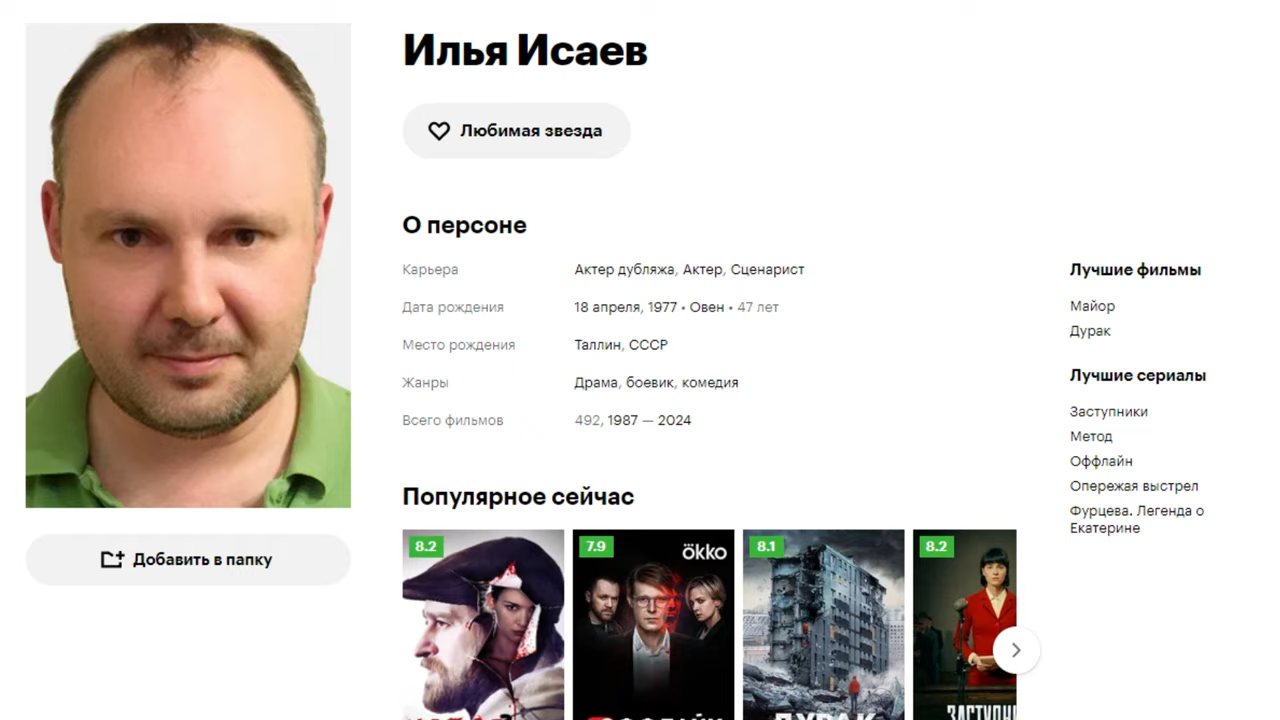 Илья Исаев
Любимая звезда
О персоне
Карьера Актер дубляжа, Актер, Сценарист
Дата рождения 18 апреля, 1977 • Овен • 47 лет
Место рождения Таллин, СССР
Жанры Драма, боевик, комедия
Всего фильмов 492, 1987 — 2024
Лучшие фильмы
Майор
Дурак
Лучшие сериалы
Заступники
Метод
Оффлайн
Опережая выстрел
Фурцева. Легенда о
Екатерине
Популярное сейчас
8.2
7.9
ökko
8.1
8.2
ДУРАК
Добавить в папку